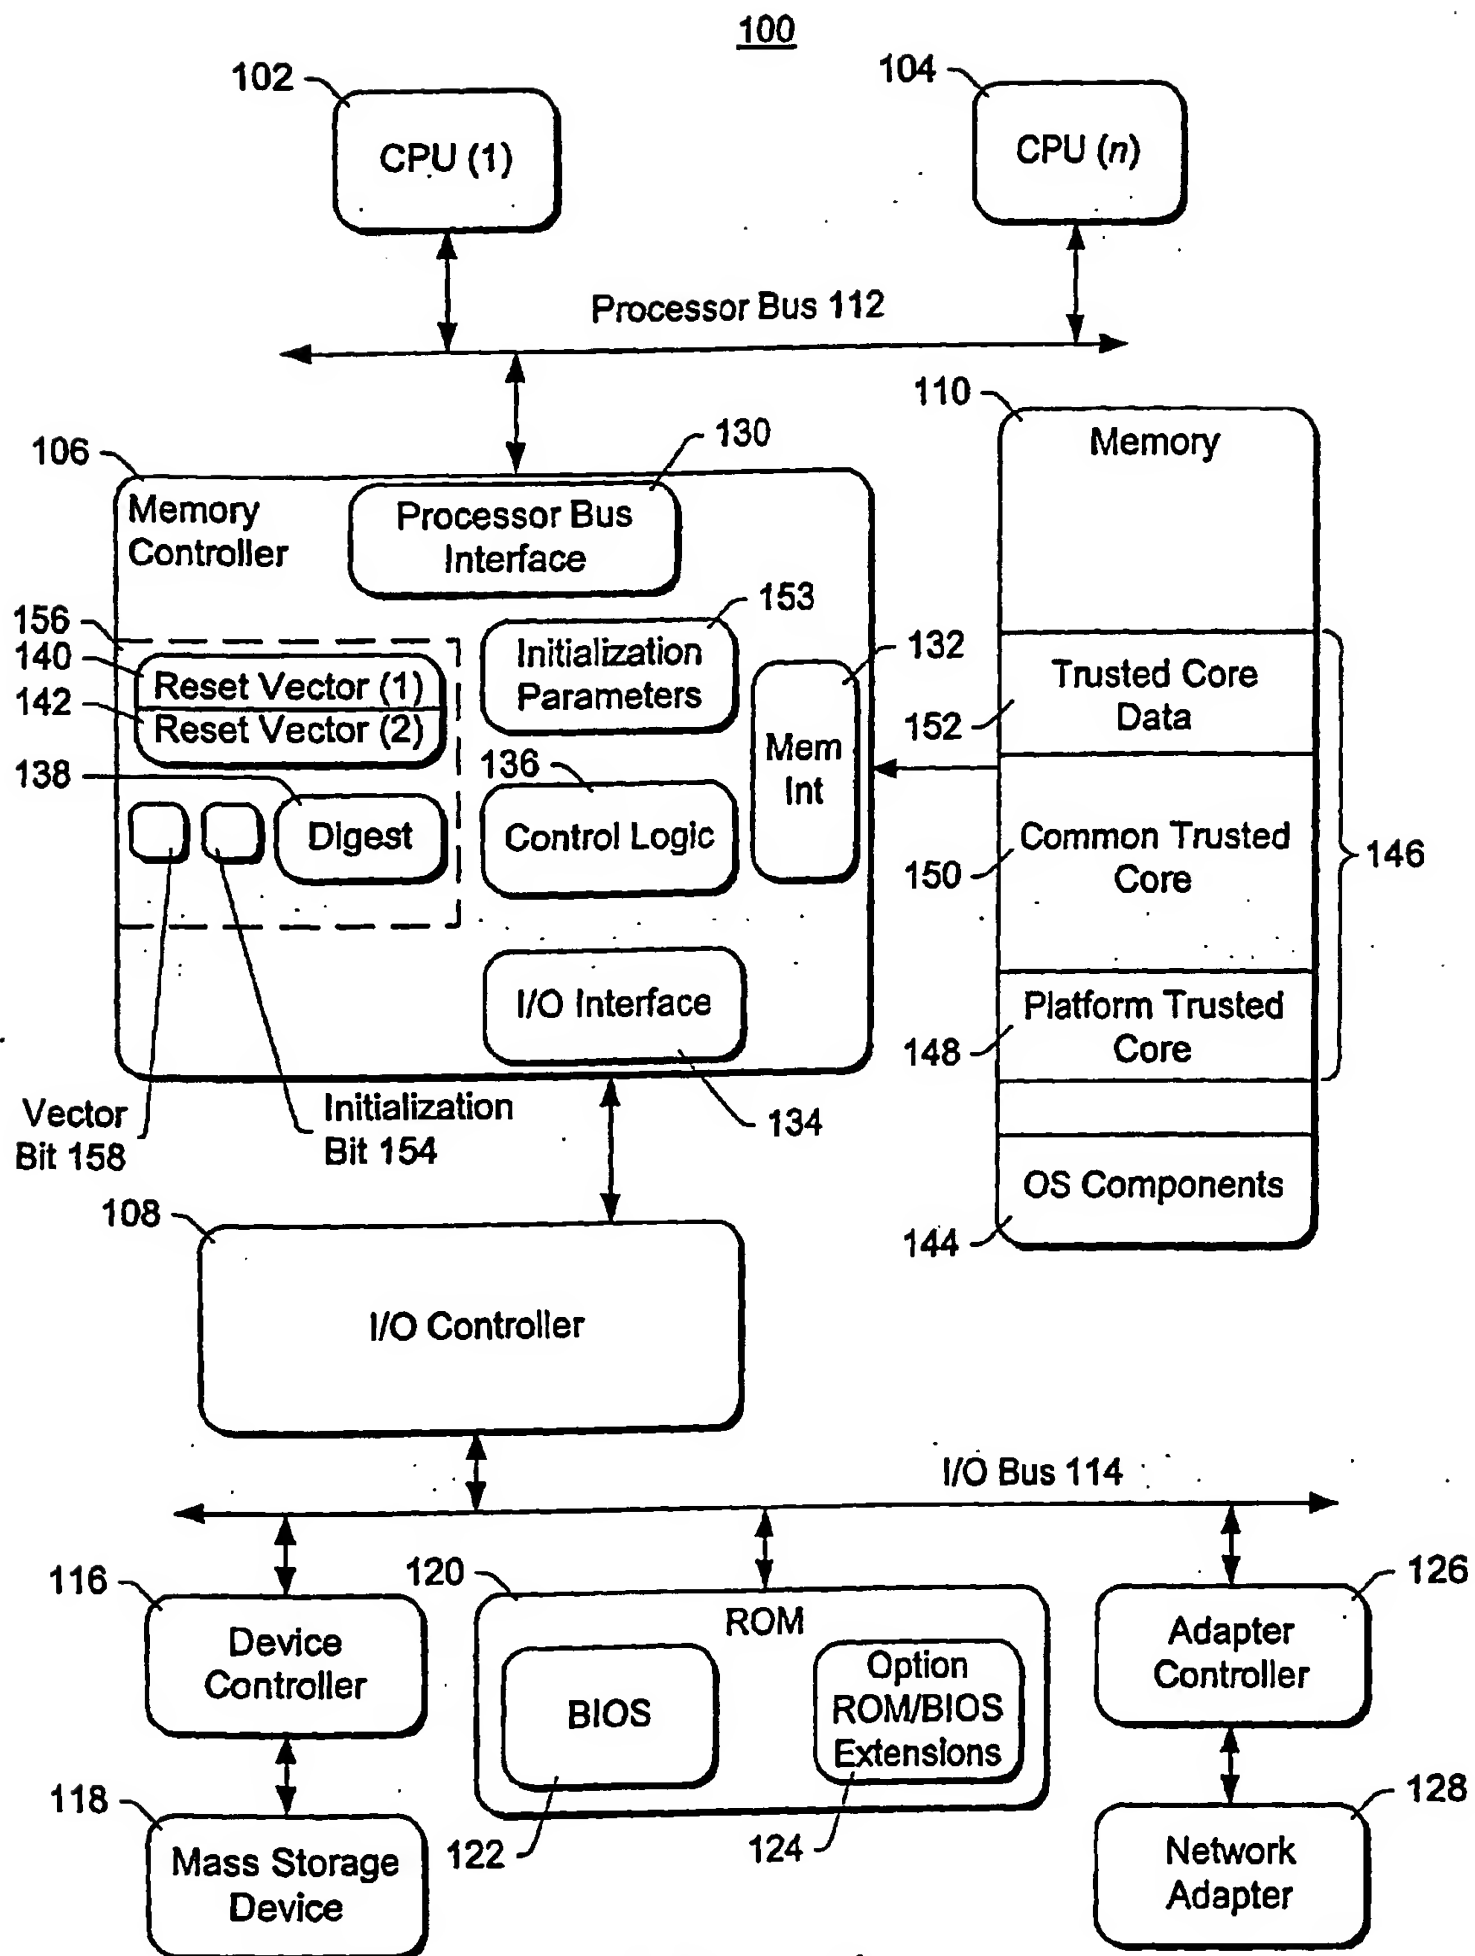 100
102
CPU (1)
104
CPU (n)
Processor Bus 112
106
Memory
Controller
130
Processor Bus
Interface
156
140
Reset Vector (1)
142
Reset Vector (2)
138
Digest
153
Initialization
Parameters
136
Control Logic
132
Mem
Int
I/O Interface
134
Vector
Bit 158
Initialization
Bit 154
110
Memory
Trusted Core
Data
152
Common Trusted
Core
150
146
Platform Trusted
Core
148
OS Components
144
108
I/O Controller
I/O Bus 114
116
Device
Controller
118
Mass Storage
Device
120
ROM
BIOS
122
Option
ROM/BIOS
Extensions
124
126
Adapter
Controller
128
Network
Adapter